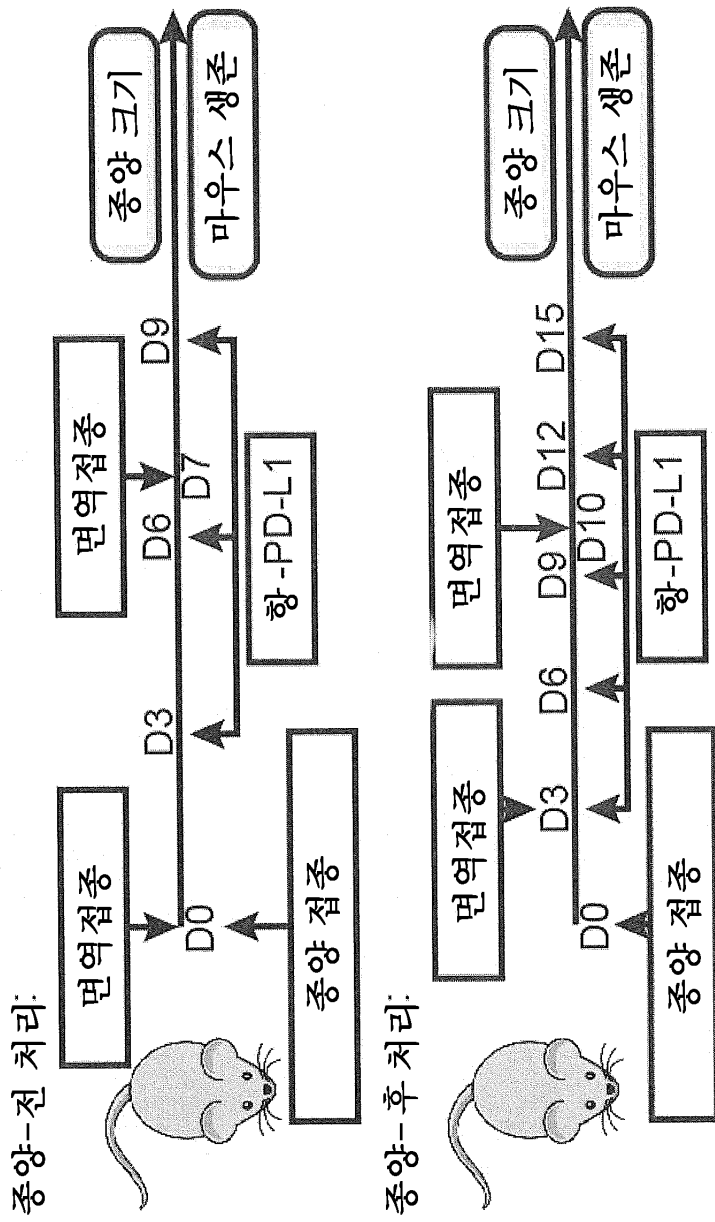 종양-전 처리:
면역접종
면역접종
종양 크기
D0
D3
D6
D7
D9
마우스 생존
종양 접종
항-PD-L1
종양-후 처리:
면역접종
면역접종
종양 크기
D0
D3
D6
D9
D10
D12
D15
마우스 생존
종양 접종
항-PD-L1